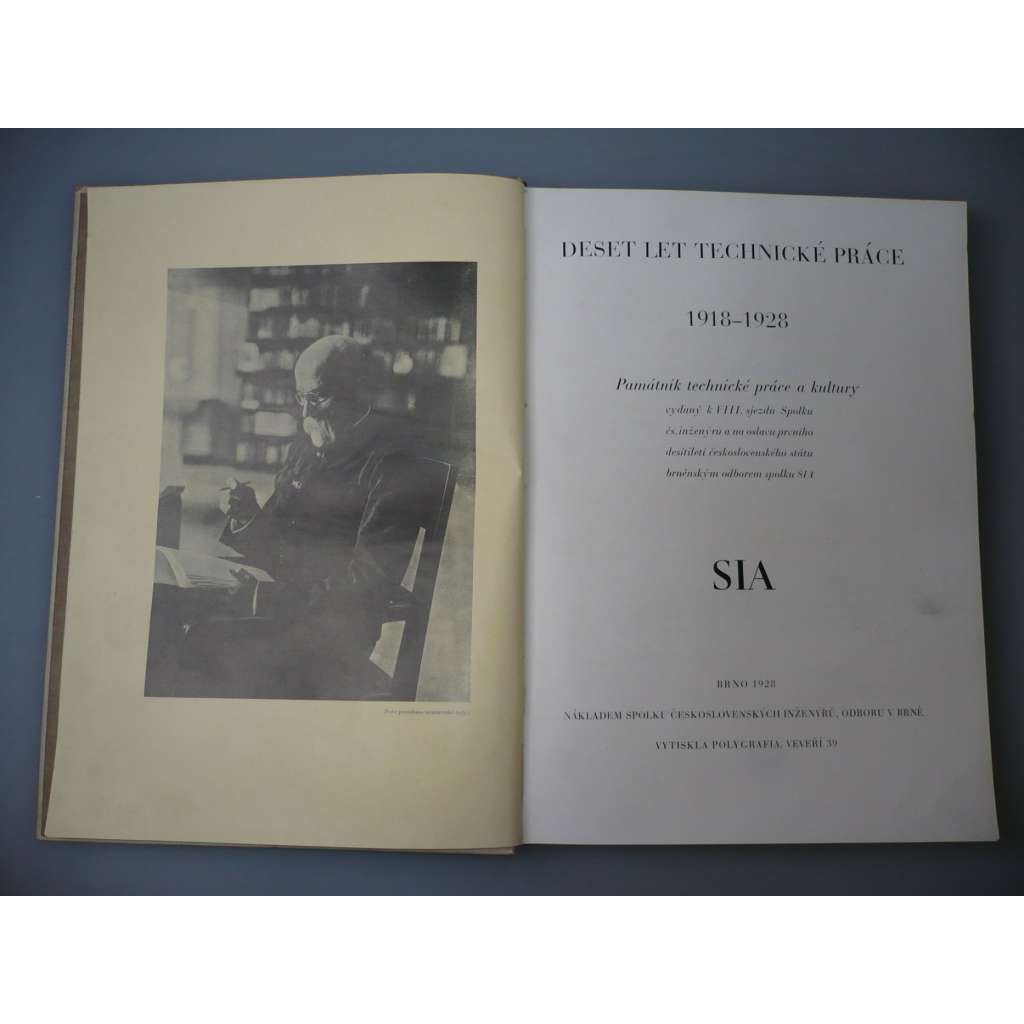 DESET LET TECHNICKÉ PRÁCE
1918–1928
Památník technické práce a kultury
vydaný k VIII. sjezdu Spolku
čs. inženýrů a na oslavu prvního
desítiletí československého státu
brněnským odborem spolku SIA
SIA
BRNO 1928
NÁKLADEM SPOLKU ČESKOSLOVENSKÝCH INŽENÝRŮ, ODBORU V BRNĚ
VYTISKLA POLYGRAFIA, VEVEŘÍ 39